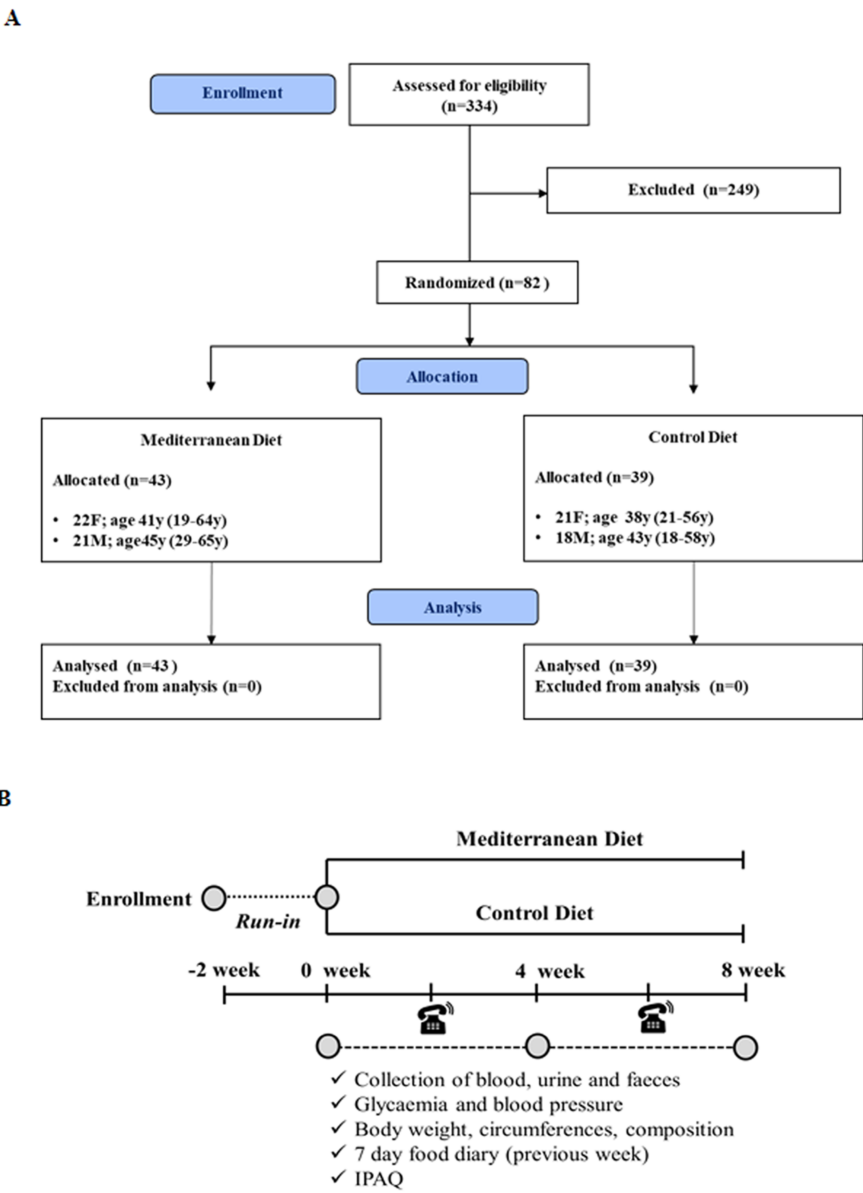 A
Enrollment
Assessed for eligibility
(n=334)
Excluded (n=249)
Randomized (n=82 )
Allocation
Mediterranean Diet
Allocated (n=43)
• 22F; age 41y (19-64y)
• 21M; age45y (29-65y)
Control Diet
Allocated (n=39)
• 21F; age 38y (21-56y)
• 18M; age 43y (18-58y)
Analysis
Analysed (n=43 )
Excluded from analysis (n=0)
Analysed (n=39)
Excluded from analysis (n=0)
B
Mediterranean Diet
Enrollment
Run-in
Control Diet
-2 week 0 week 4 week 8 week
✓ Collection of blood, urine and faeces
✓ Glycaemia and blood pressure
✓ Body weight, circumferences, composition
✓ 7 day food diary (previous week)
✓ IPAQ